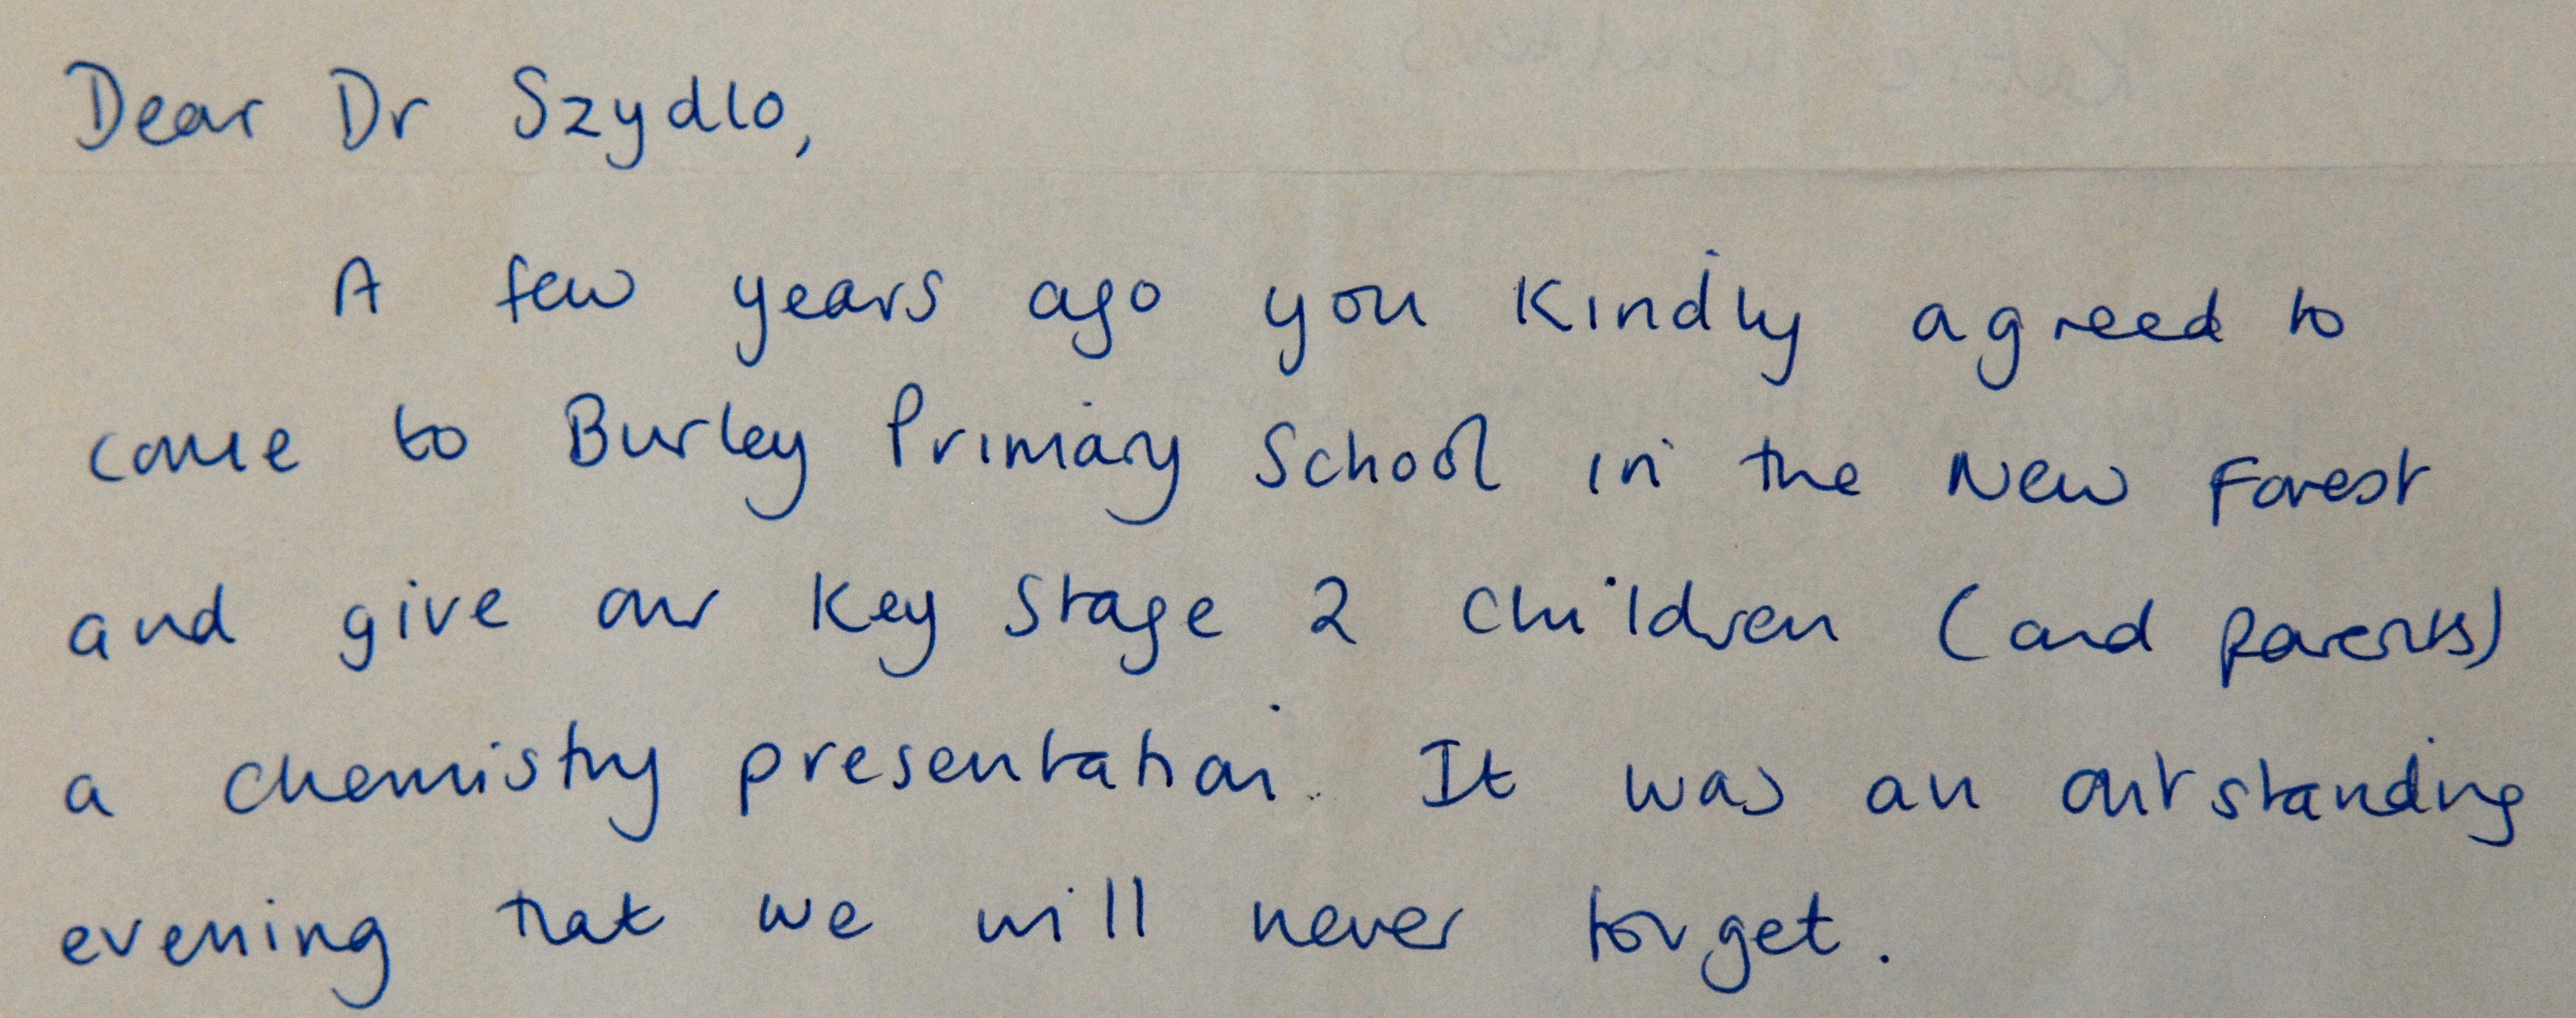 Dear Dr Szydlo,
A few years ago you kindly agreed to
come to Burley Primary School in the New Forest
and give our Key Stage 2 children (and parents)
a chemistry presentation. It was an outstanding
evening that we will never forget.